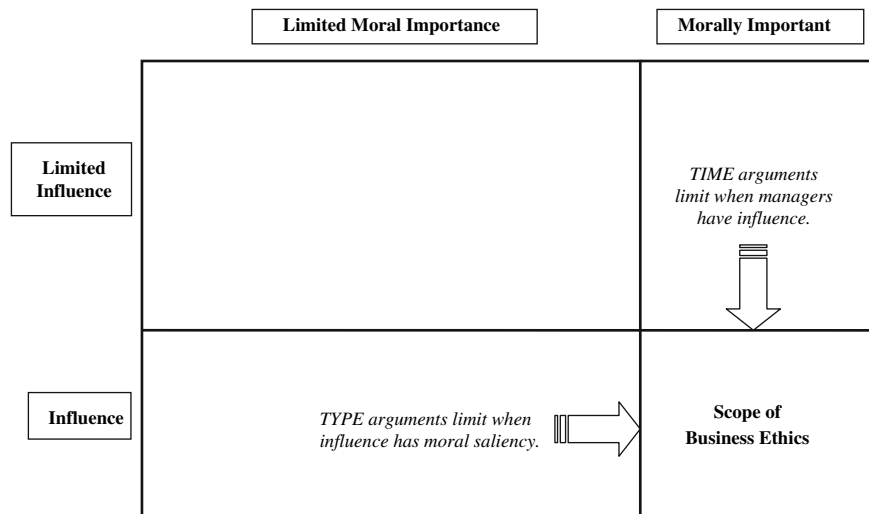 Limited Moral Importance
Morally Important
Limited
Influence
TIME arguments
limit when managers
have influence.
Influence
TYPE arguments limit when
influence has moral saliency.
Scope of
Business Ethics